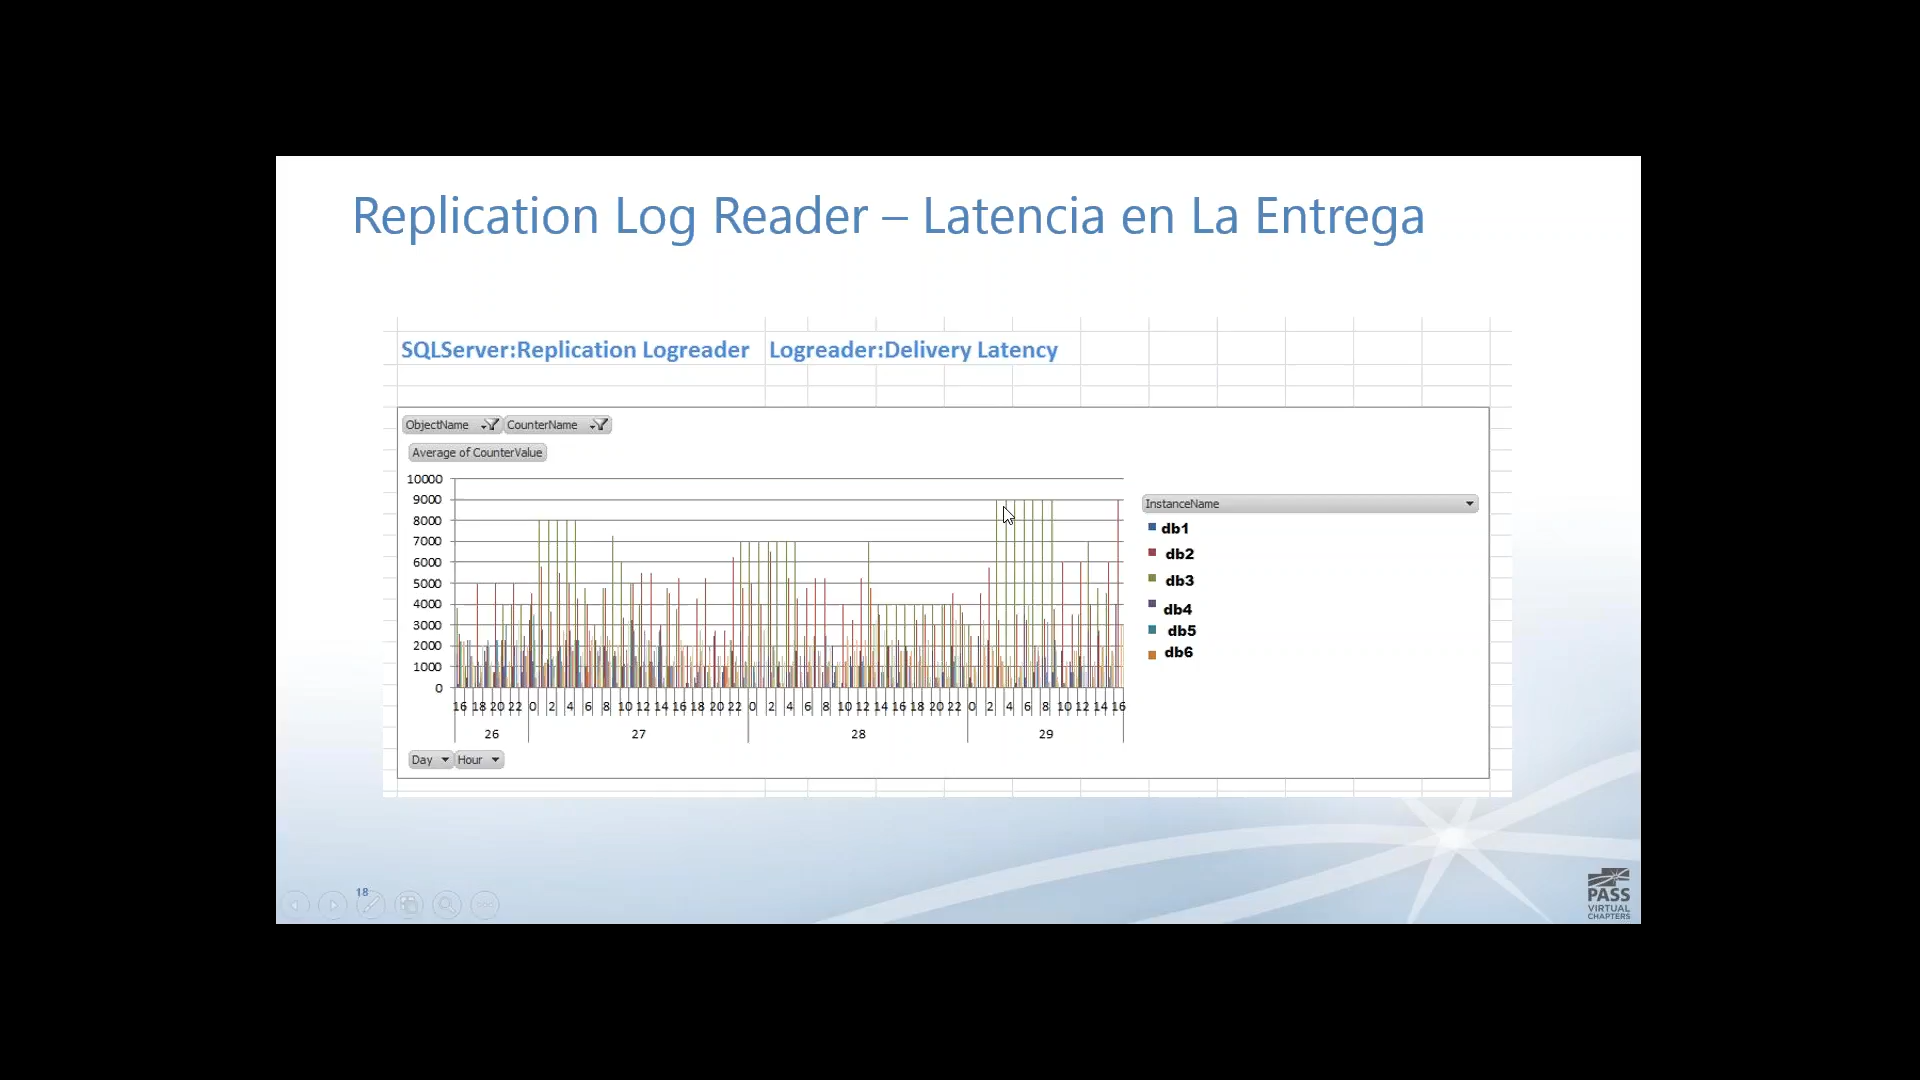 Replication Log Reader – Latencia en La Entrega
SQLServer:Replication Logreader Logreader:Delivery Latency
ObjectName CounterName
Average of CounterValue
10000
9000
8000
7000
6000
5000
4000
3000
2000
1000
0
InstanceName
db1
db2
db3
db4
db5
db6
16 18 20 22 0 2 4 6 8 10 12 14 16 18 20 22 0 2 4 6 8 10 12 14 16 18 20 22 0 2 4 6 8 10 12 14 16
26 27 28 29
Day Hour
18
PASS
VIRTUAL
CHAPTERS